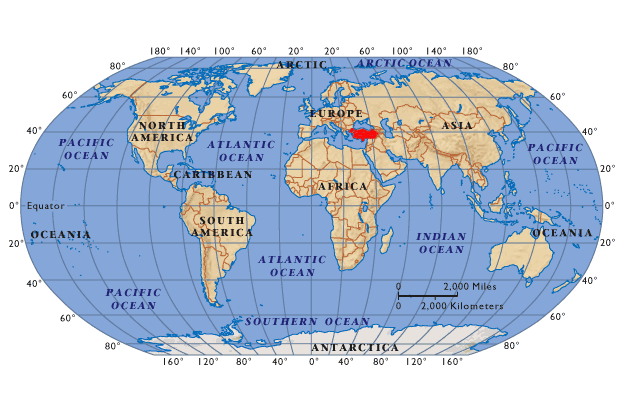 180° 140° 100° 60° 20° 20° 60° 100° 140° 180°
ARCTIC ARCTIC OCEAN
80° 80°
60° 60°
EUROPE
NORTH
AMERICA
ASIA
40° 40°
PACIFIC
OCEAN
ATLANTIC
OCEAN
PACIFIC
OCEAN
20° 20°
CARIBBEAN
AFRICA
0° Equator 0°
SOUTH
AMERICA
OCEANIA OCEANIA
INDIAN
OCEAN
20° 20°
ATLANTIC
OCEAN
40° 40°
PACIFIC
OCEAN
0 2,000 Miles
0 2,000 Kilometers
60° 60°
SOUTHERN OCEAN
80° 80°
ANTARCTICA
160° 120° 80° 40° 0° 40° 80° 120° 160°